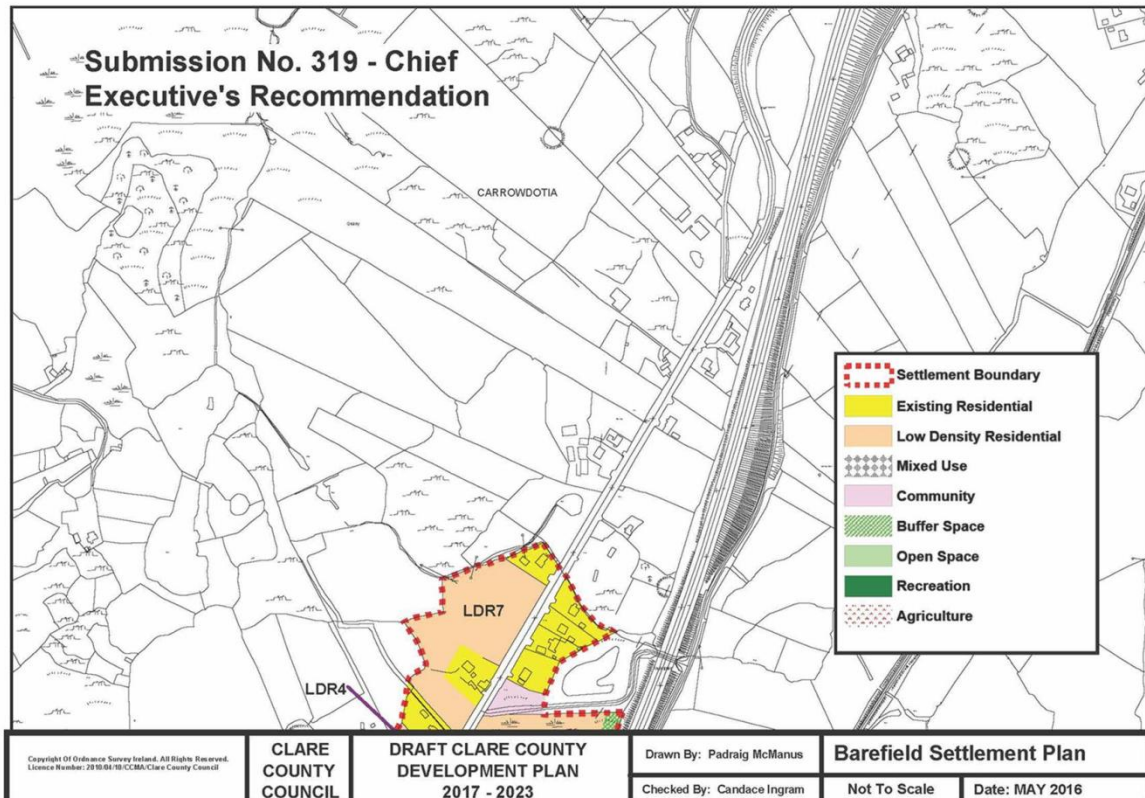 Submission No. 319 - Chief
Executive's Recommendation
CARROWDOTIA
Settlement Boundary
Existing Residential
Low Density Residential
Mixed Use
Community
Buffer Space
Open Space
Recreation
Agriculture
LDR7
LDR4
Copyright Of Ordnance Survey Ireland. All Rights Reserved.
Licence Number: 2010/04/10/CCMA/Clare County Council
CLARE
COUNTY
COUNCIL
DRAFT CLARE COUNTY
DEVELOPMENT PLAN
2017 - 2023
Drawn By: Padraig McManus
Checked By: Candace Ingram
Barefield Settlement Plan
Not To Scale
Date: MAY 2016